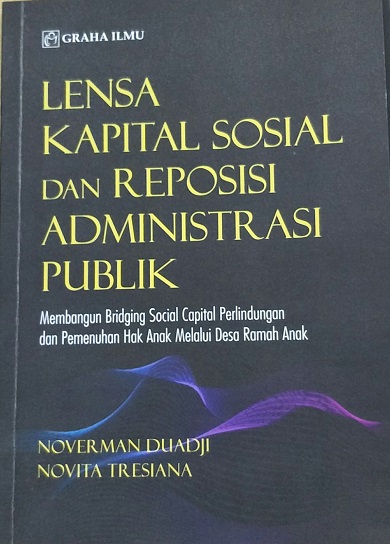 GRAHA ILMU
LENSA
KAPITAL SOSIAL
DAN REPOSISI
ADMINISTRASI
PUBLIK
Membangun Bridging Social Capital Perlindungan
dan Pemenuhan Hak Anak Melalui Desa Ramah Anak
NOVERMAN DUADJI
NOVITA TRESIANA